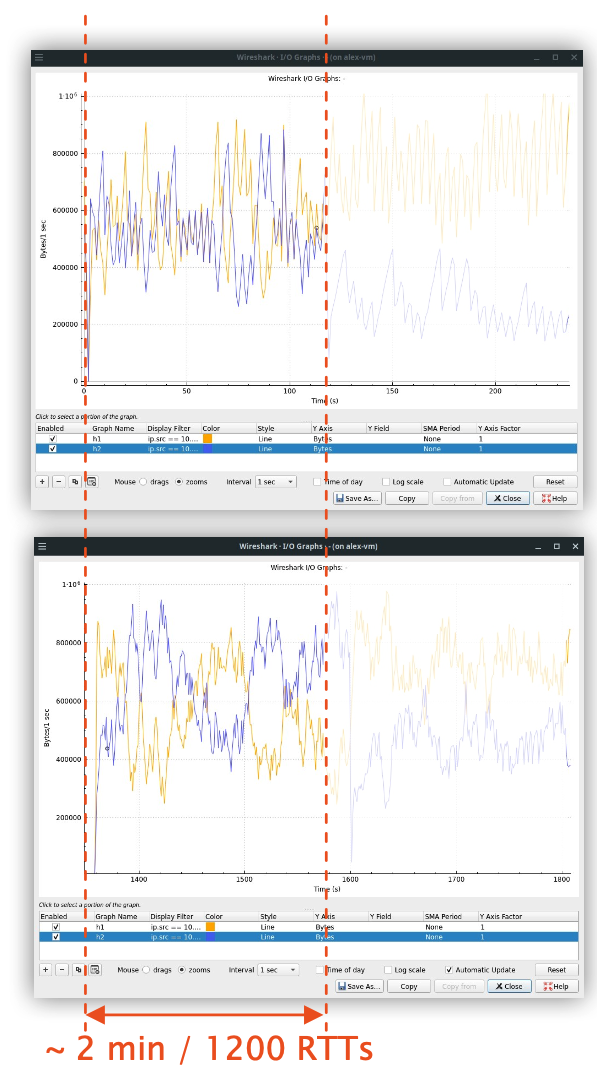 Wireshark · I/O Graphs · - (on alex-vm)
Wireshark I/O Graphs: -
1·10⁶
800000
600000
400000
200000
0
Bytes/1 sec
0 50 100 150 200
Time (s)
Click to select a portion of the graph.
Enabled Graph Name Display Filter Color Style Y Axis Y Field SMA Period Y Axis Factor
h1 ip.src == 10.... Line Bytes None 1
h2 ip.src == 10.... Line Bytes None 1
+ − Mouse drags zooms Interval 1 sec Time of day Log scale Automatic Update Reset
Save As... Copy Copy from Close Help
Wireshark · I/O Graphs · - (on alex-vm)
Wireshark I/O Graphs: -
1·10⁶
800000
600000
400000
200000
Bytes/1 sec
1400 1500 1600 1700 1800
Time (s)
Click to select a portion of the graph.
Enabled Graph Name Display Filter Color Style Y Axis Y Field SMA Period Y Axis Factor
h1 ip.src == 10.... Line Bytes None 1
h2 ip.src == 10.... Line Bytes None 1
+ − Mouse drags zooms Interval 1 sec Time of day Log scale Automatic Update Reset
Save As... Copy Copy from Close Help
~ 2 min / 1200 RTTs